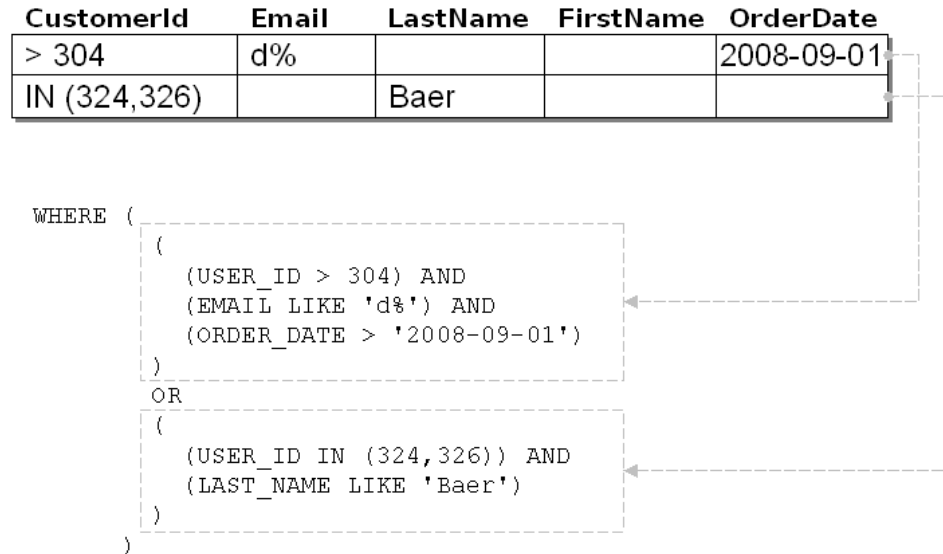 CustomerId Email LastName FirstName OrderDate
> 304 d% 2008-09-01
IN (324,326) Baer
WHERE (
(
(USER_ID > 304) AND
(EMAIL LIKE 'd%') AND
(ORDER_DATE > '2008-09-01')
)
OR
(
(USER_ID IN (324,326)) AND
(LAST_NAME LIKE 'Baer')
)
)